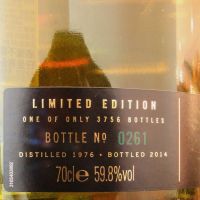 LIMITED EDITION
ONE OF ONLY 3756 BOTTLES
BOTTLE Nº 0261
DISTILLED 1976 • BOTTLED 2014
70cl e 59.8%vol